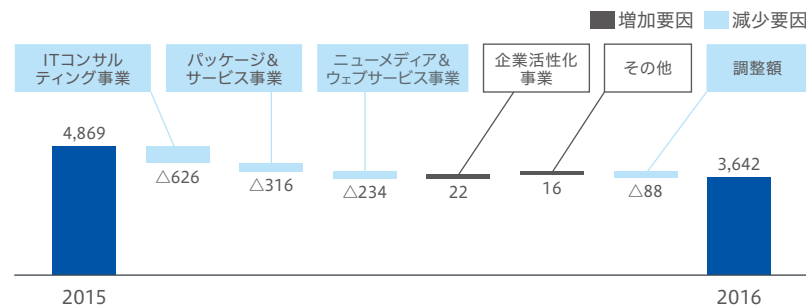 増加要因 減少要因
ITコンサル
ティング事業
パッケージ&
サービス事業
ニューメディア&
ウェブサービス事業
企業活性化
事業
その他
調整額
4,869
△626
△316
△234
22
16
△88
3,642
2015
2016